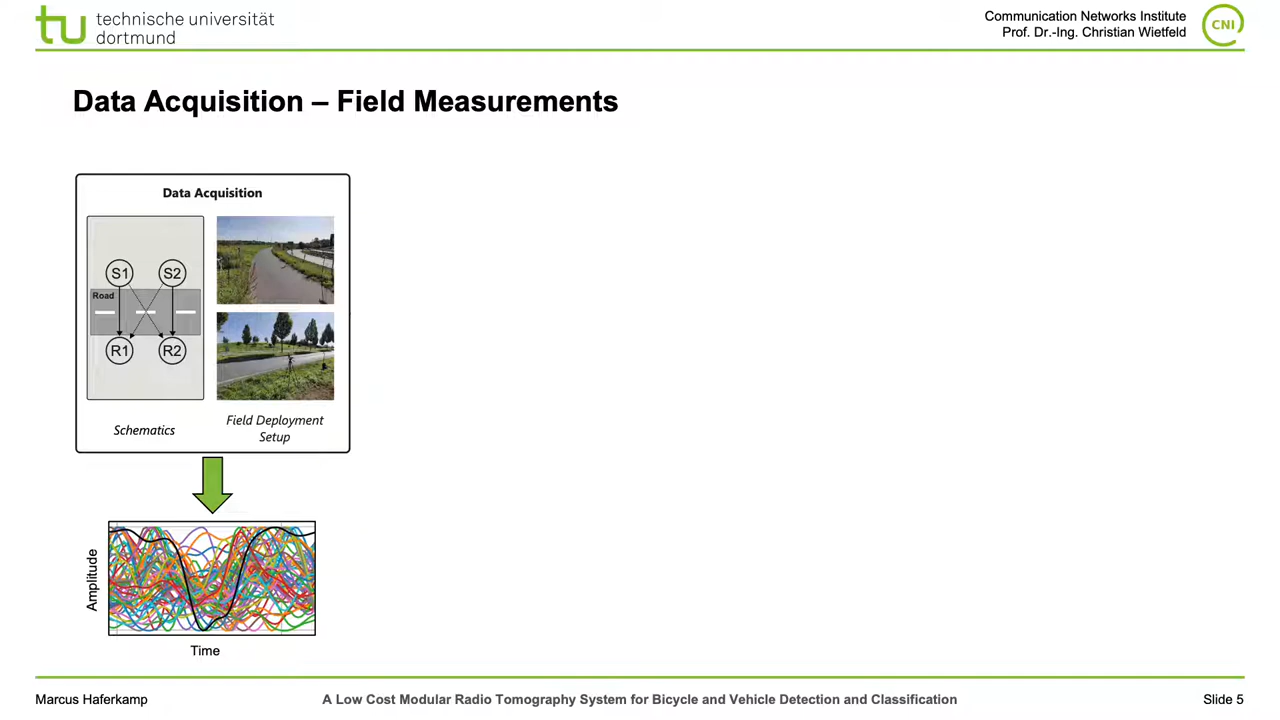 technische universität
dortmund
Communication Networks Institute
Prof. Dr.-Ing. Christian Wietfeld
CNI
Data Acquisition – Field Measurements
Data Acquisition
S1 S2
Road
R1 R2
Schematics
Field Deployment
Setup
Amplitude
Time
Marcus Haferkamp
A Low Cost Modular Radio Tomography System for Bicycle and Vehicle Detection and Classification
Slide 5